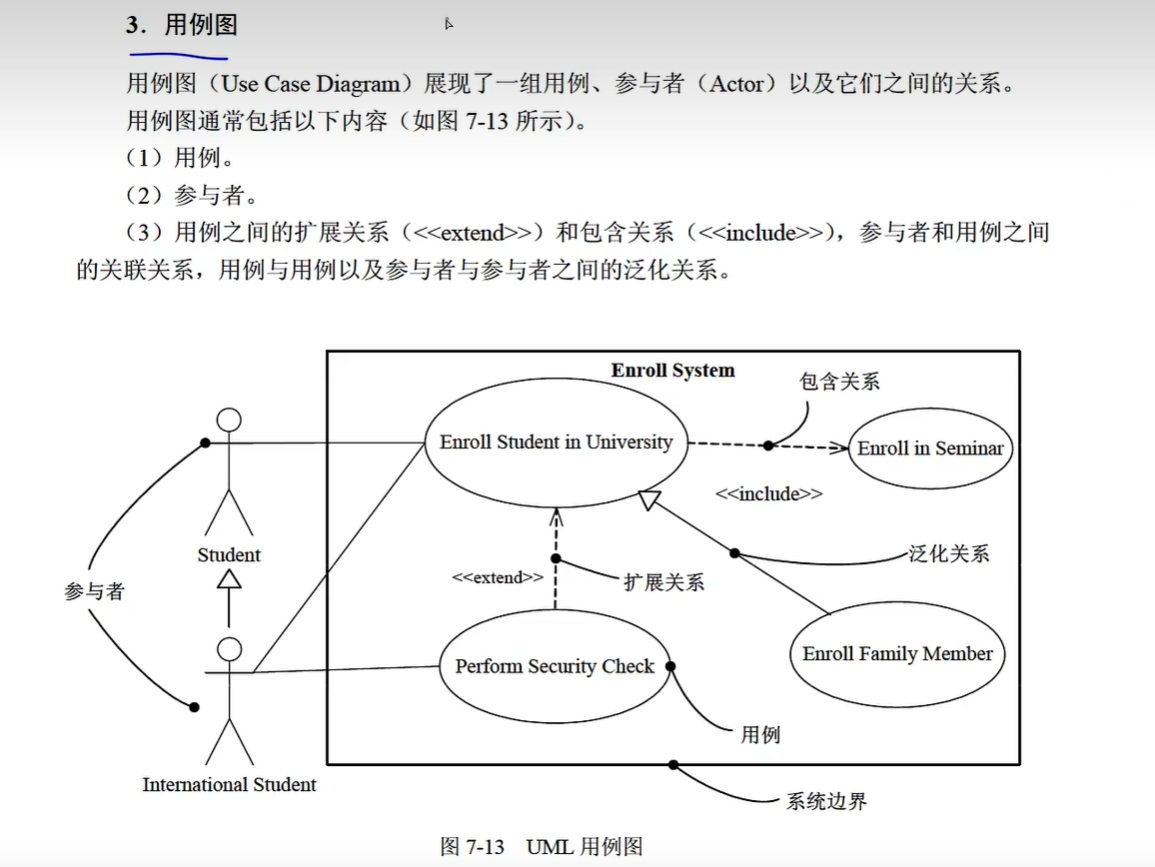 3. 用例图
用例图（Use Case Diagram）展现了一组用例、参与者（Actor）以及它们之间的关系。
用例图通常包括以下内容（如图 7-13 所示）。
（1）用例。
（2）参与者。
（3）用例之间的扩展关系（<<extend>>）和包含关系（<<include>>），参与者和用例之间
的关联关系，用例与用例以及参与者与参与者之间的泛化关系。
Enroll System
包含关系
Enroll Student in University
Enroll in Seminar
<<include>>
Student
泛化关系
<<extend>>
扩展关系
参与者
Enroll Family Member
Perform Security Check
用例
International Student
系统边界
图 7-13 UML 用例图